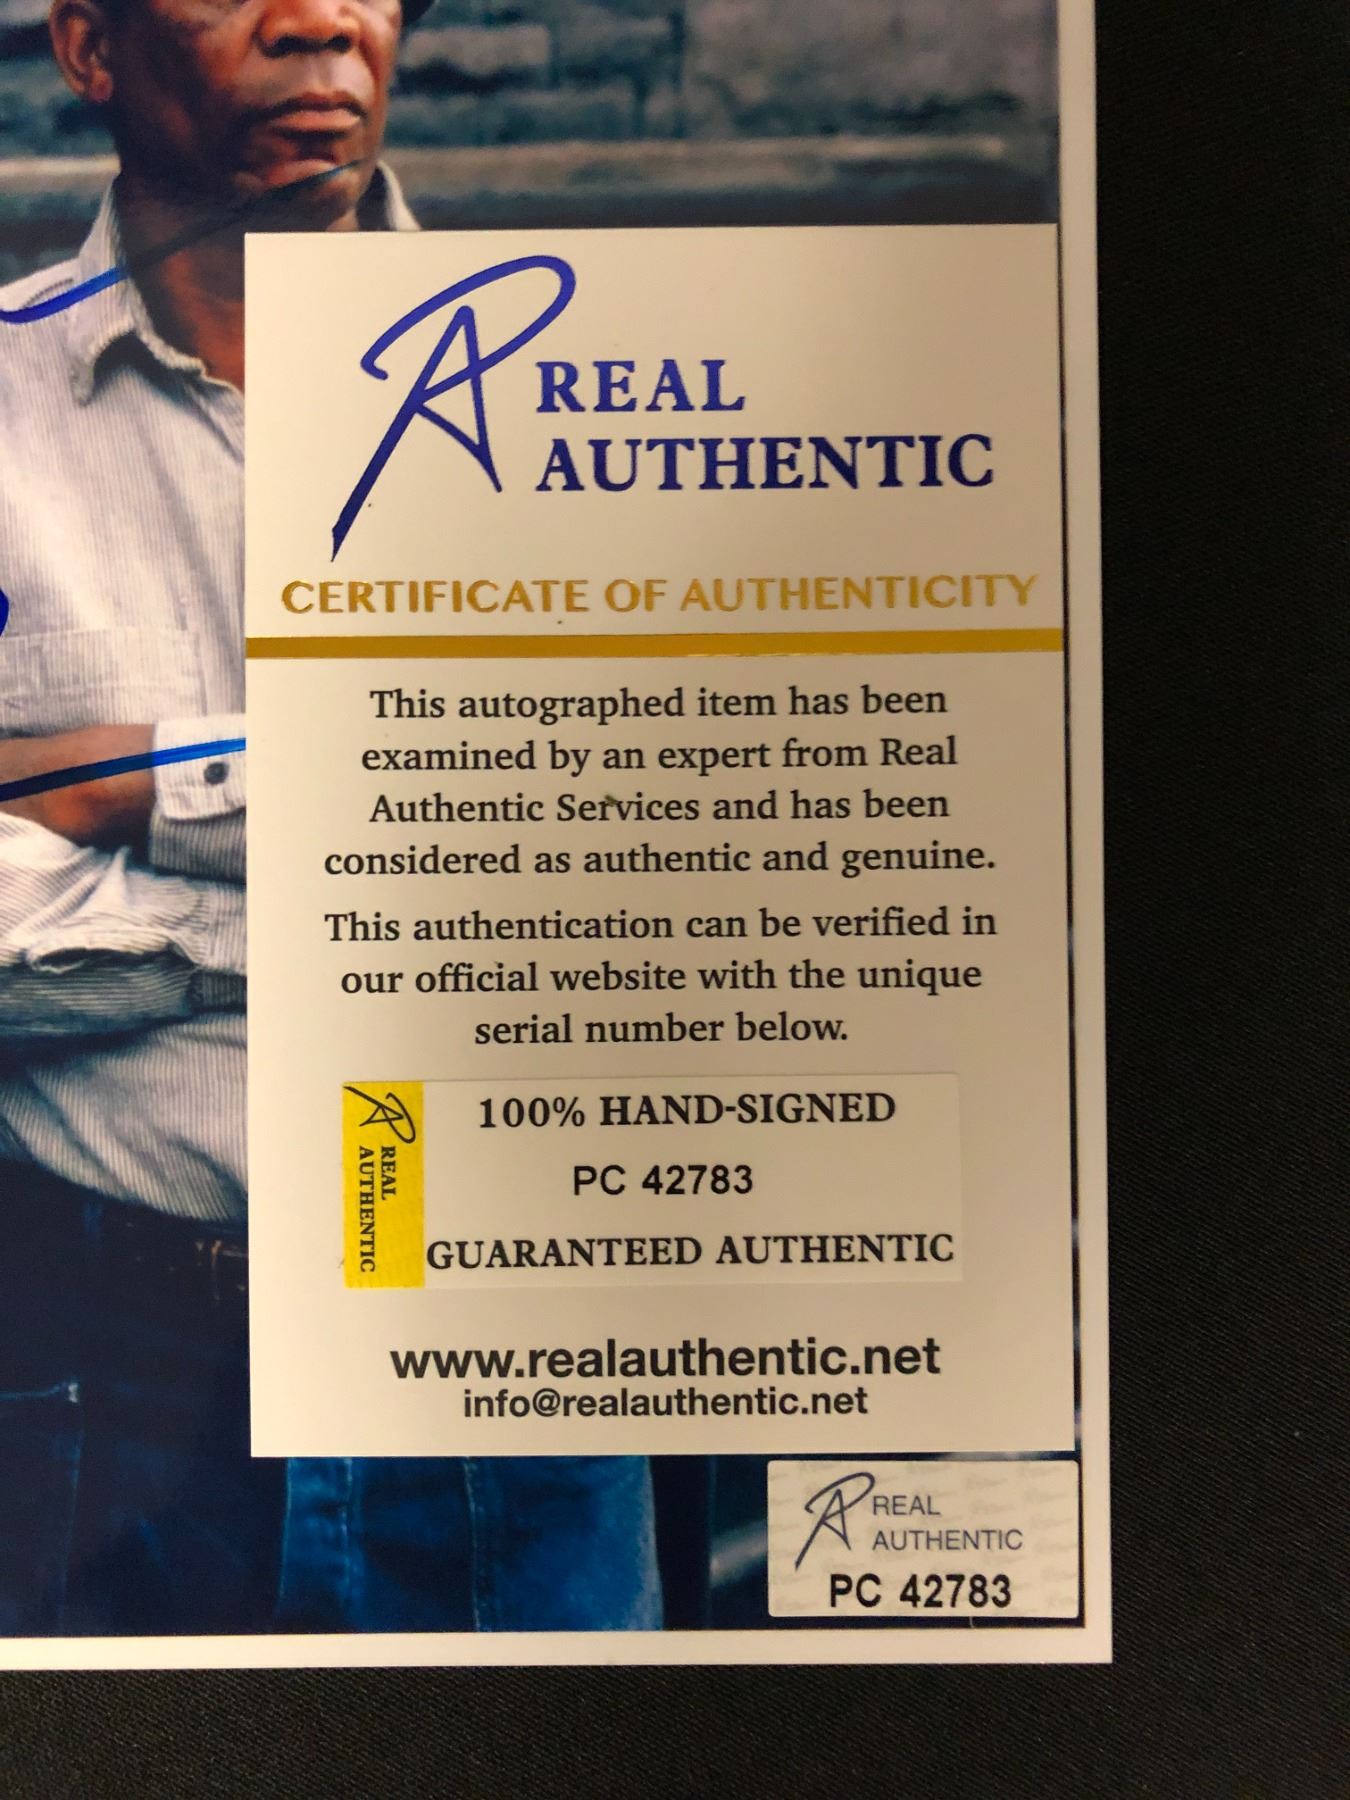 REAL
AUTHENTIC
CERTIFICATE OF AUTHENTICITY
This autographed item has been
examined by an expert from Real
Authentic Services and has been
considered as authentic and genuine.
This authentication can be verified in
our official website with the unique
serial number below.
REAL
AUTHENTIC
100% HAND-SIGNED
PC 42783
GUARANTEED AUTHENTIC
www.realauthentic.net
info@realauthentic.net
REAL
AUTHENTIC
PC 42783